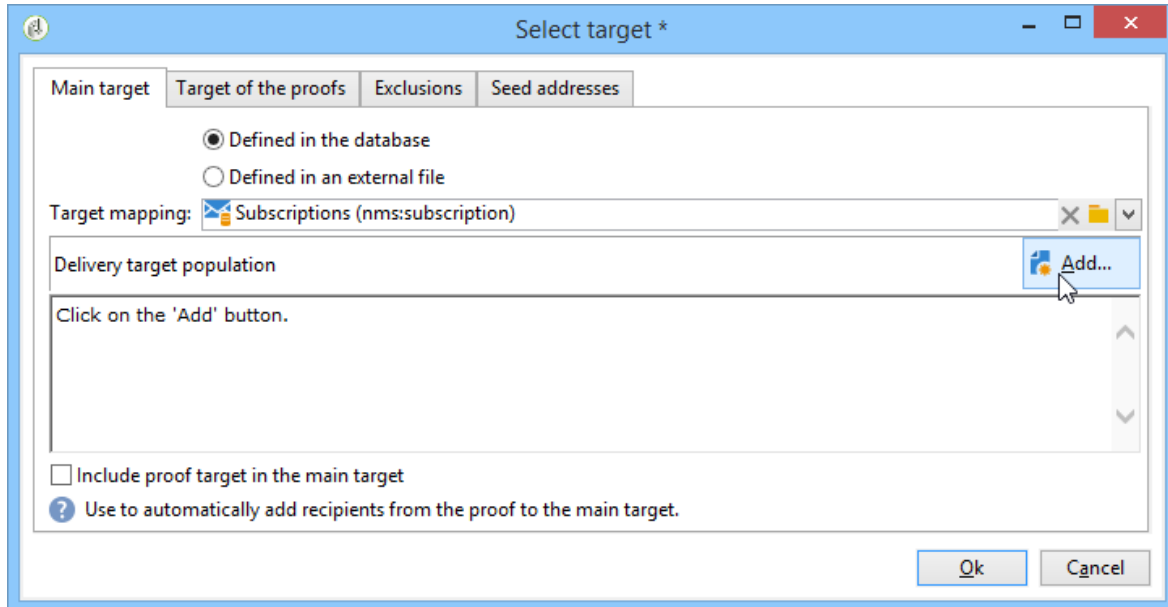 Select target *
Main target Target of the proofs Exclusions Seed addresses
Defined in the database
Defined in an external file
Target mapping: Subscriptions (nms:subscription)
Delivery target population Add...
Click on the 'Add' button.
Include proof target in the main target
? Use to automatically add recipients from the proof to the main target.
Ok Cancel